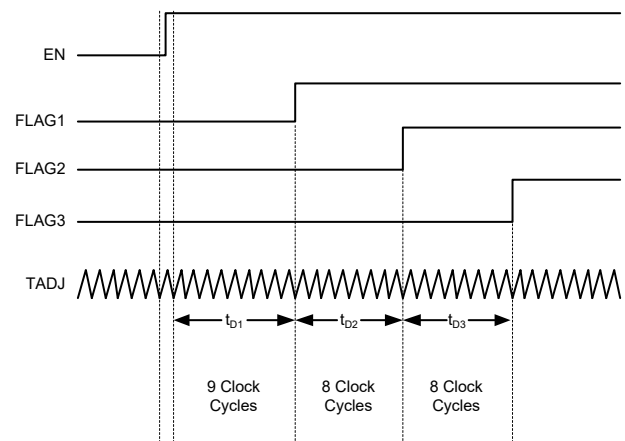 EN
FLAG1
FLAG2
FLAG3
TADJ
tD1
tD2
tD3
9 Clock
Cycles
8 Clock
Cycles
8 Clock
Cycles